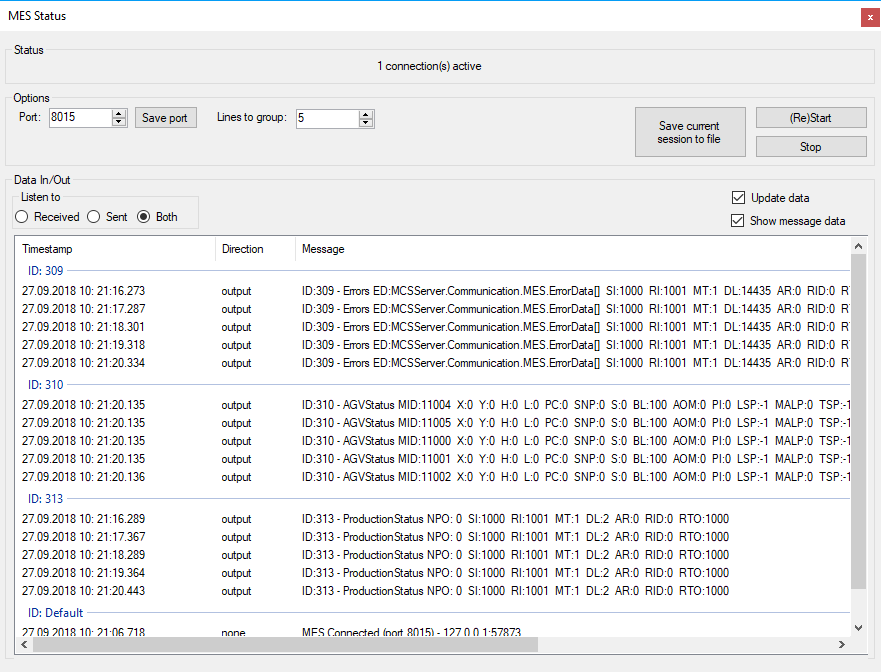 MES Status
x
Status
1 connection(s) active
Options
Port: 8015 Save port Lines to group: 5
Save current session to file
(Re)Start
Stop
Data In/Out
Listen to
Received Sent Both
Update data
Show message data
Timestamp Direction Message
ID: 309
27.09.2018 10: 21:16.273 output ID:309 - Errors ED:MCSServer.Communication.MES.ErrorData[] SI:1000 RI:1001 MT:1 DL:14435 AR:0 RID:0
27.09.2018 10: 21:17.287 output ID:309 - Errors ED:MCSServer.Communication.MES.ErrorData[] SI:1000 RI:1001 MT:1 DL:14435 AR:0 RID:0
27.09.2018 10: 21:18.301 output ID:309 - Errors ED:MCSServer.Communication.MES.ErrorData[] SI:1000 RI:1001 MT:1 DL:14435 AR:0 RID:0
27.09.2018 10: 21:19.318 output ID:309 - Errors ED:MCSServer.Communication.MES.ErrorData[] SI:1000 RI:1001 MT:1 DL:14435 AR:0 RID:0
27.09.2018 10: 21:20.334 output ID:309 - Errors ED:MCSServer.Communication.MES.ErrorData[] SI:1000 RI:1001 MT:1 DL:14435 AR:0 RID:0
ID: 310
27.09.2018 10: 21:20.135 output ID:310 - AGVStatus MID:11004 X:0 Y:0 H:0 L:0 PC:0 SNP:0 S:0 BL:100 AOM:0 PI:0 LSP:-1 MALP:0 TSP:-1
27.09.2018 10: 21:20.135 output ID:310 - AGVStatus MID:11005 X:0 Y:0 H:0 L:0 PC:0 SNP:0 S:0 BL:100 AOM:0 PI:0 LSP:-1 MALP:0 TSP:-1
27.09.2018 10: 21:20.135 output ID:310 - AGVStatus MID:11000 X:0 Y:0 H:0 L:0 PC:0 SNP:0 S:0 BL:100 AOM:0 PI:0 LSP:-1 MALP:0 TSP:-1
27.09.2018 10: 21:20.135 output ID:310 - AGVStatus MID:11001 X:0 Y:0 H:0 L:0 PC:0 SNP:0 S:0 BL:100 AOM:0 PI:0 LSP:-1 MALP:0 TSP:-1
27.09.2018 10: 21:20.136 output ID:310 - AGVStatus MID:11002 X:0 Y:0 H:0 L:0 PC:0 SNP:0 S:0 BL:100 AOM:0 PI:0 LSP:-1 MALP:0 TSP:-1
ID: 313
27.09.2018 10: 21:16.289 output ID:313 - ProductionStatus NPO: 0 SI:1000 RI:1001 MT:1 DL:2 AR:0 RID:0 RTO:1000
27.09.2018 10: 21:17.367 output ID:313 - ProductionStatus NPO: 0 SI:1000 RI:1001 MT:1 DL:2 AR:0 RID:0 RTO:1000
27.09.2018 10: 21:18.289 output ID:313 - ProductionStatus NPO: 0 SI:1000 RI:1001 MT:1 DL:2 AR:0 RID:0 RTO:1000
27.09.2018 10: 21:19.364 output ID:313 - ProductionStatus NPO: 0 SI:1000 RI:1001 MT:1 DL:2 AR:0 RID:0 RTO:1000
27.09.2018 10: 21:20.443 output ID:313 - ProductionStatus NPO: 0 SI:1000 RI:1001 MT:1 DL:2 AR:0 RID:0 RTO:1000
ID: Default
27.09.2018 10: 21:06.718 none MES Connected (port 8015) - 127.0.0.1:57873